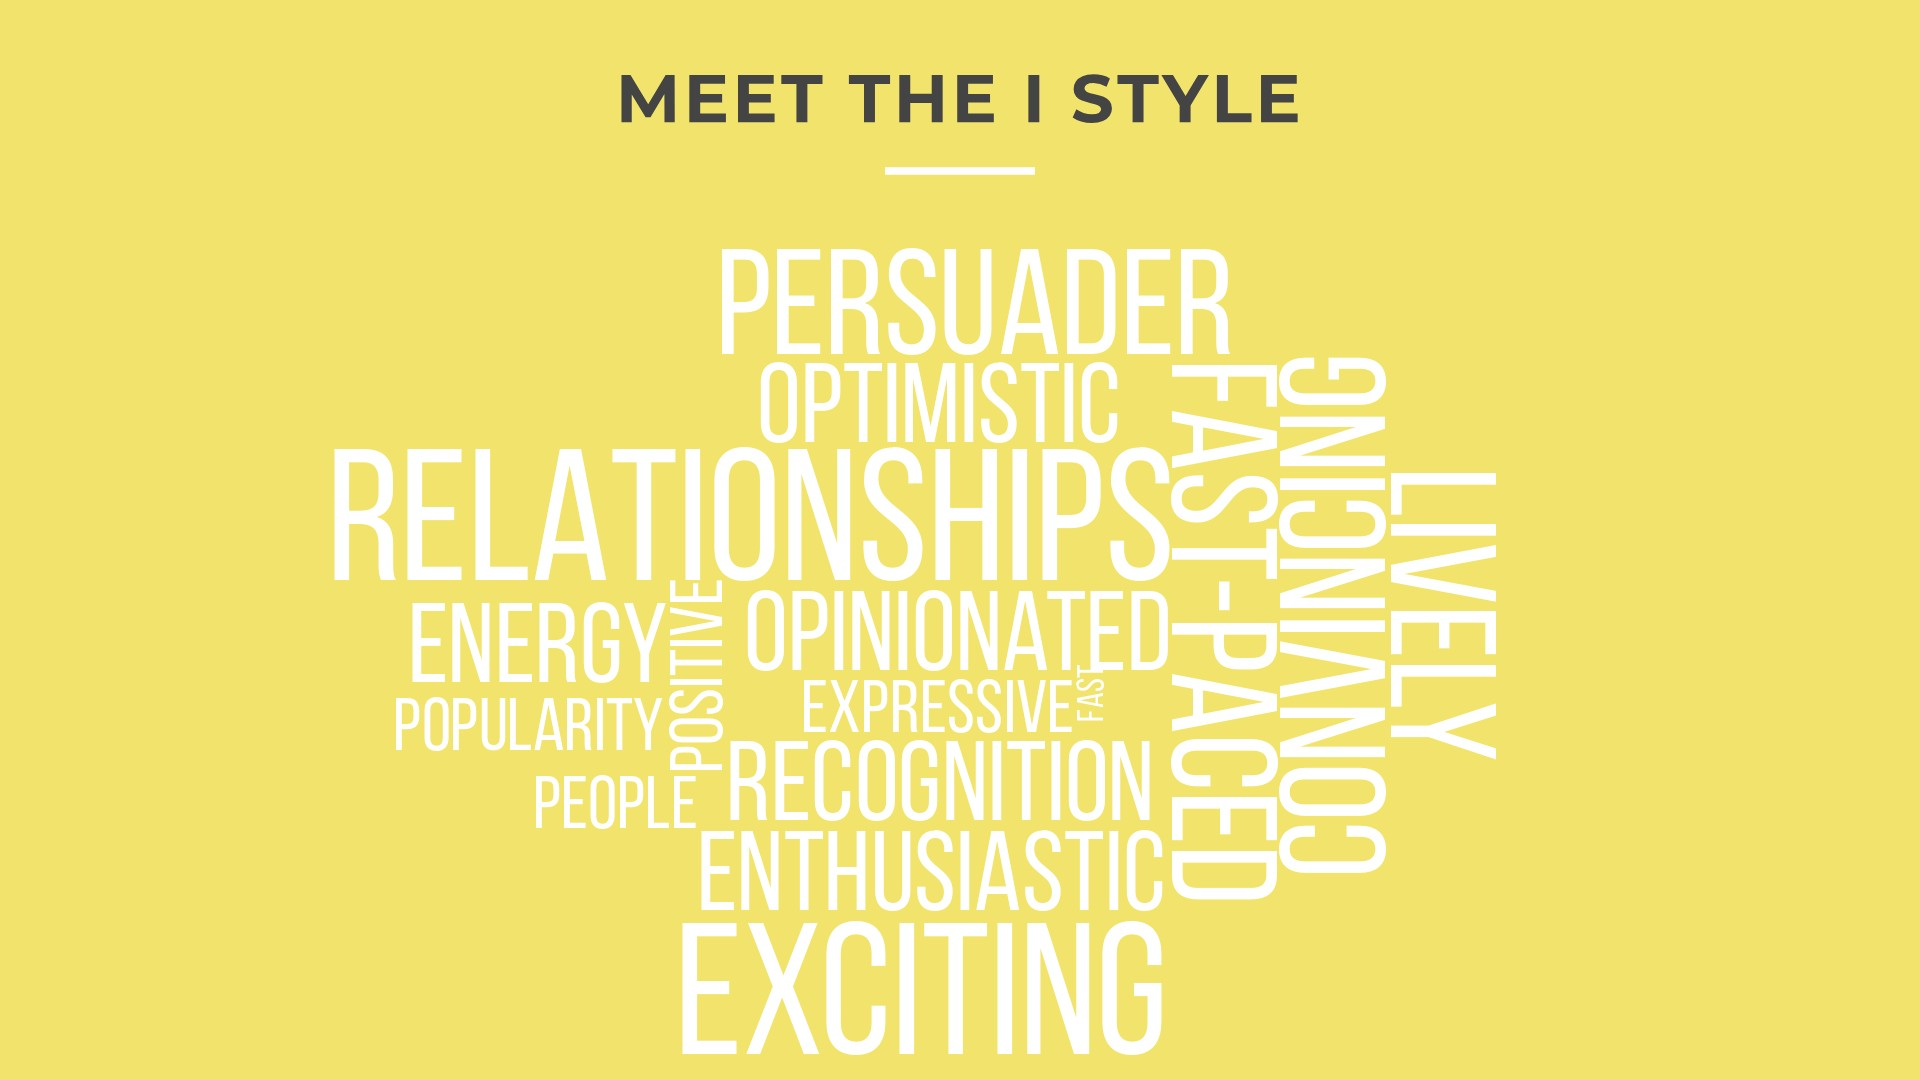 MEET THE I STYLE
PERSUADER
OPTIMISTIC
RELATIONSHIPS
FAST-PACED
CONVINCING
LIVELY
ENERGY
POSITIVE
OPINIONATED
POPULARITY
EXPRESSIVE
FAST
PEOPLE
RECOGNITION
ENTHUSIASTIC
EXCITING